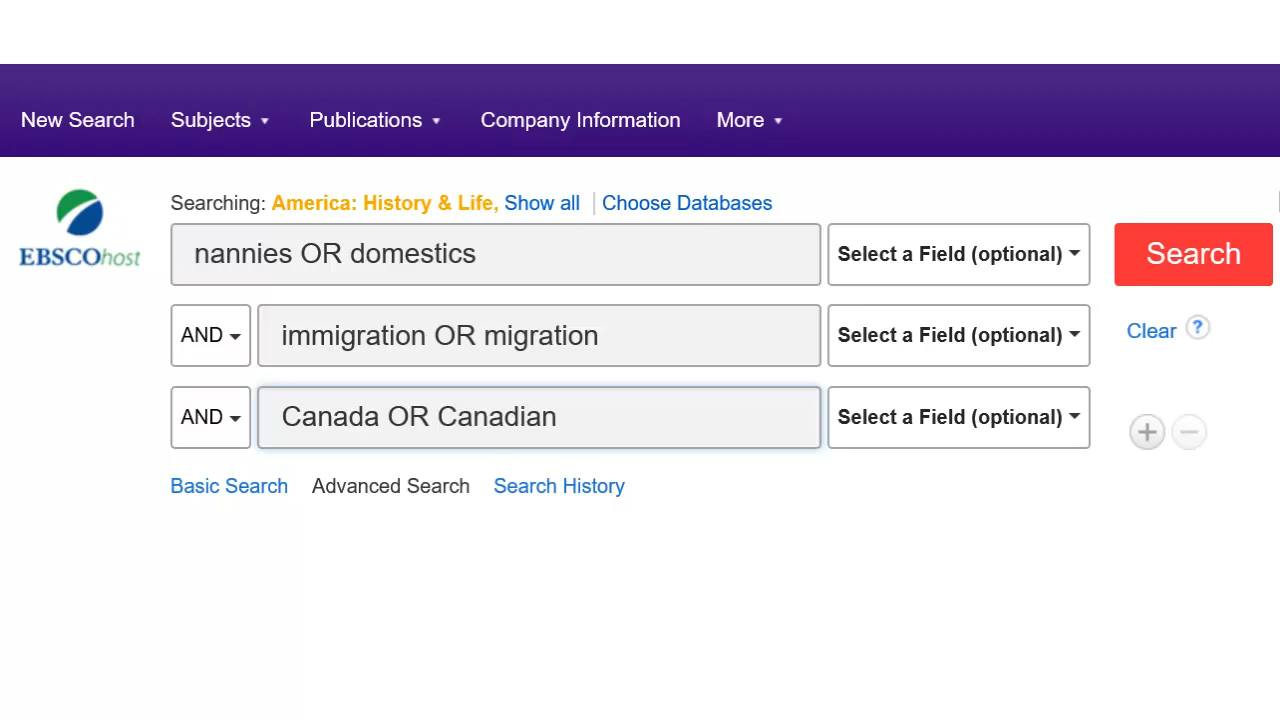 New Search Subjects Publications Company Information More
Searching: America: History & Life, Show all Choose Databases
EBSCOhost
nannies OR domestics Select a Field (optional) Search
AND immigration OR migration Select a Field (optional) Clear ?
AND Canada OR Canadian Select a Field (optional) + −
Basic Search Advanced Search Search History